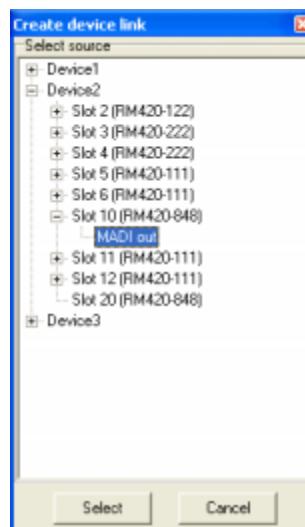 Create device link
Select source
Device1
Device2
Slot 2 (RM420-122)
Slot 3 (RM420-222)
Slot 4 (RM420-222)
Slot 5 (RM420-111)
Slot 6 (RM420-111)
Slot 10 (RM420-848)
MADI out
Slot 11 (RM420-111)
Slot 12 (RM420-111)
Slot 20 (RM420-848)
Device3
Select Cancel